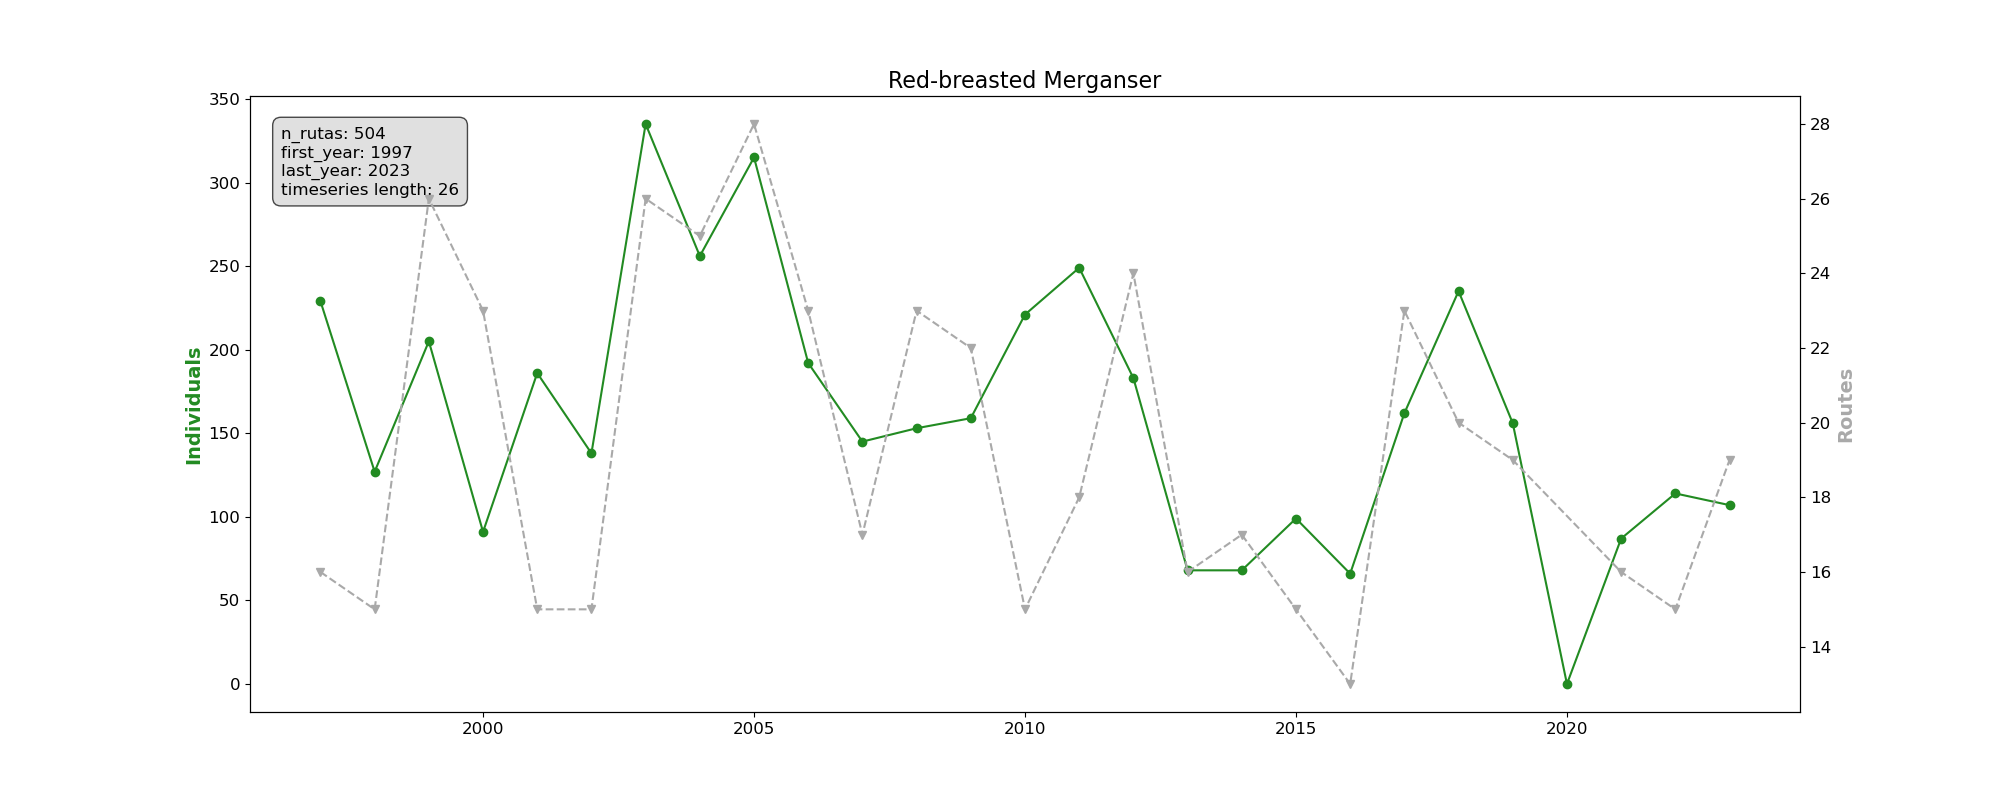 Red-breasted Merganser
n_rutas: 504
first_year: 1997
last_year: 2023
timeseries length: 26
Individuals
350
300
250
200
150
100
50
0
28
26
24
22
20
18
16
14
Routes
2000 2005 2010 2015 2020